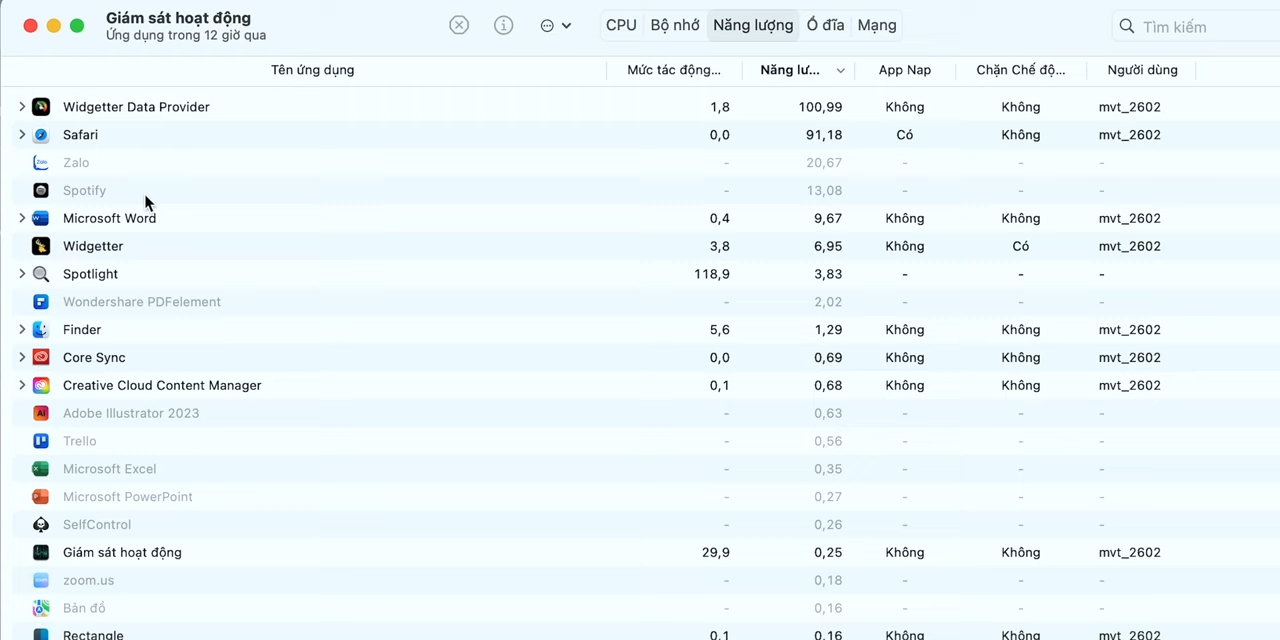 Giám sát hoạt động
Ứng dụng trong 12 giờ qua
CPU Bộ nhớ Năng lượng Ổ đĩa Mạng
Tìm kiếm
Tên ứng dụng Mức tác động... Năng lư... App Nap Chặn Chế độ... Người dùng
Widgetter Data Provider 1,8 100,99 Không Không mvt_2602
Safari 0,0 91,18 Có Không mvt_2602
Zalo - 20,67 - - -
Spotify - 13,08 - - -
Microsoft Word 0,4 9,67 Không Không mvt_2602
Widgetter 3,8 6,95 Không Có mvt_2602
Spotlight 118,9 3,83 - - -
Wondershare PDFelement - 2,02 - - -
Finder 5,6 1,29 Không Không mvt_2602
Core Sync 0,0 0,69 Không Không mvt_2602
Creative Cloud Content Manager 0,1 0,68 Không Không mvt_2602
Adobe Illustrator 2023 - 0,63 - - -
Trello - 0,56 - - -
Microsoft Excel - 0,35 - - -
Microsoft PowerPoint - 0,27 - - -
SelfControl - 0,26 - - -
Giám sát hoạt động 29,9 0,25 Không Không mvt_2602
zoom.us - 0,18 - - -
Bản đồ - 0,16 - - -
Rectangle 0,1 0,16 Không Không mvt_2602